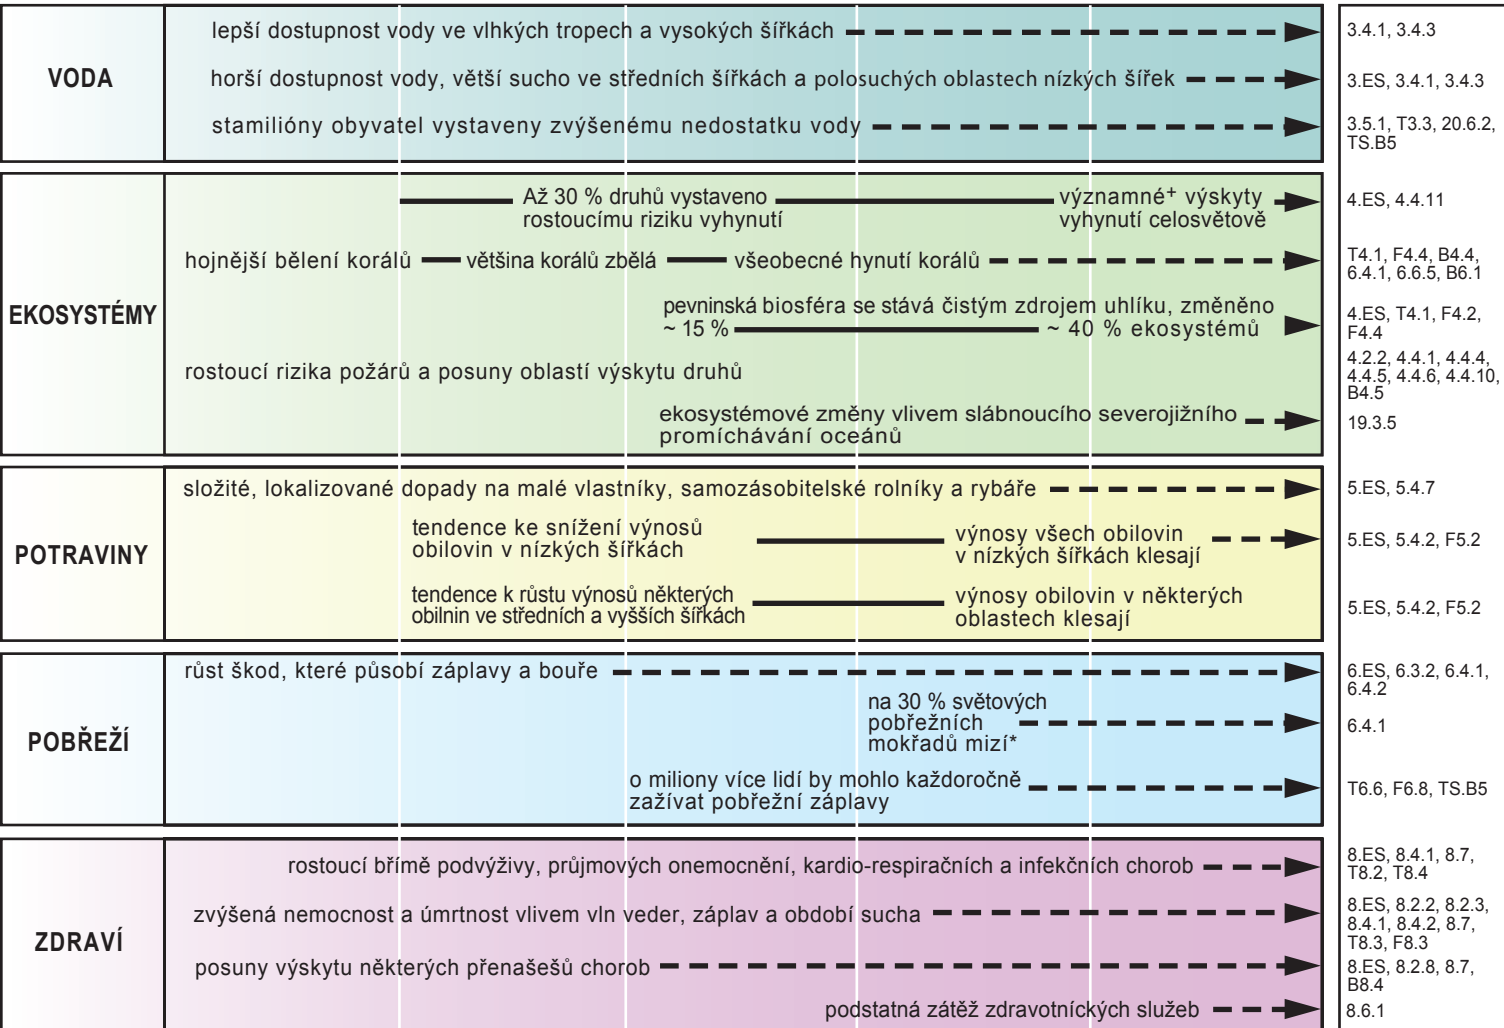 VODA
lepší dostupnost vody ve vlhkých tropech a vysokých šířkách
3.4.1, 3.4.3
horší dostupnost vody, větší sucho ve středních šířkách a polosuchých oblastech nízkých šířek
3.ES, 3.4.1, 3.4.3
stamilióny obyvatel vystaveny zvýšenému nedostatku vody
3.5.1, T3.3, 20.6.2,
TS.B5
EKOSYSTÉMY
Až 30 % druhů vystaveno
rostoucímu riziku vyhynutí
významné+ výskyty
vyhynutí celosvětově
4.ES, 4.4.11
hojnější bělení korálů
většina korálů zbělá
všeobecné hynutí korálů
T4.1, F4.4, B4.4,
6.4.1, 6.6.5, B6.1
pevninská biosféra se stává čistým zdrojem uhlíku, změněno
~ 15 %
~ 40 % ekosystémů
4.ES, T4.1, F4.2,
F4.4
rostoucí rizika požárů a posuny oblastí výskytu druhů
4.2.2, 4.4.1, 4.4.4,
4.4.5, 4.4.6, 4.4.10,
B4.5
ekosystémové změny vlivem slábnoucího severojižního
promíchávání oceánů
19.3.5
POTRAVINY
složité, lokalizované dopady na malé vlastníky, samozásobitelské rolníky a rybáře
5.ES, 5.4.7
tendence ke snížení výnosů
obilovin v nízkých šířkách
výnosy všech obilovin
v nízkých šířkách klesají
5.ES, 5.4.2, F5.2
tendence k růstu výnosů některých
obilnin ve středních a vyšších šířkách
výnosy obilovin v některých
oblastech klesají
5.ES, 5.4.2, F5.2
POBŘEŽÍ
růst škod, které působí záplavy a bouře
6.ES, 6.3.2, 6.4.1,
6.4.2
na 30 % světových
pobřežních
mokřadů mizí*
6.4.1
o miliony více lidí by mohlo každoročně
zažívat pobřežní záplavy
T6.6, F6.8, TS.B5
ZDRAVÍ
rostoucí břímě podvýživy, průjmových onemocnění, kardio-respiračních a infekčních chorob
8.ES, 8.4.1, 8.7,
T8.2, T8.4
zvýšená nemocnost a úmrtnost vlivem vln veder, záplav a období sucha
8.ES, 8.2.2, 8.2.3,
8.4.1, 8.4.2, 8.7,
T8.3, F8.3
posuny výskytu některých přenašešů chorob
8.ES, 8.2.8, 8.7,
B8.4
podstatná zátěž zdravotníckých služeb
8.6.1